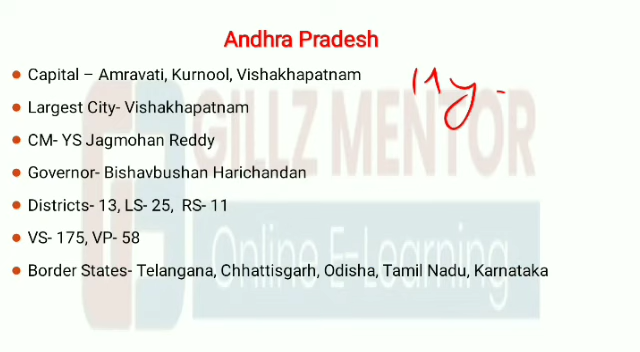 Andhra Pradesh
Capital – Amravati, Kurnool, Vishakhapatnam
Largest City- Vishakhapatnam
CM- YS Jagmohan Reddy
Governor- Bishavbushan Harichandan
Districts- 13, LS- 25, RS- 11
VS- 175, VP- 58
Border States- Telangana, Chhattisgarh, Odisha, Tamil Nadu, Karnataka
GILLZ MENTOR
Online E-Learning